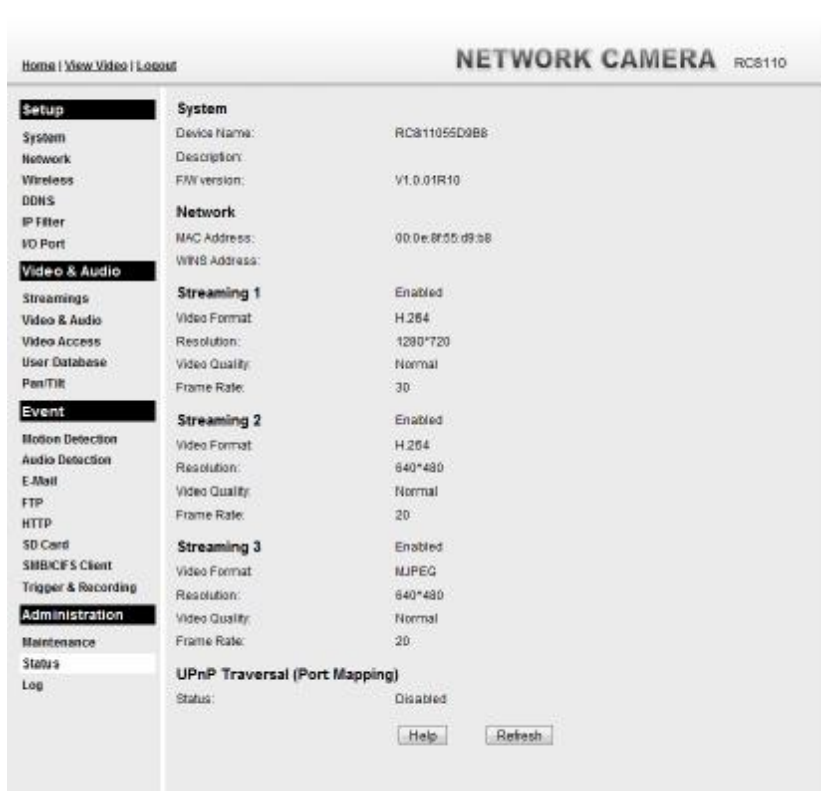 Home | View Video | Logout
NETWORK CAMERA RC8110
Setup
System
Network
Wireless
DDNS
IP Filter
I/O Port
Video & Audio
Streamings
Video & Audio
Video Access
User Database
Pan/Tilt
Event
Motion Detection
Audio Detection
E-Mail
FTP
HTTP
SD Card
SMB/CIFS Client
Trigger & Recording
Administration
Maintenance
Status
Log
System
Device Name: RC811055D9B8
Description:
F/W version: V1.0.01R10
Network
MAC Address: 00:0e:8f:55:d9:b8
WINS Address:
Streaming 1 Enabled
Video Format: H.264
Resolution: 1280*720
Video Quality: Normal
Frame Rate: 30
Streaming 2 Enabled
Video Format: H.264
Resolution: 640*480
Video Quality: Normal
Frame Rate: 20
Streaming 3 Enabled
Video Format: MJPEG
Resolution: 640*480
Video Quality: Normal
Frame Rate: 20
UPnP Traversal (Port Mapping)
Status: Disabled
Help Refresh